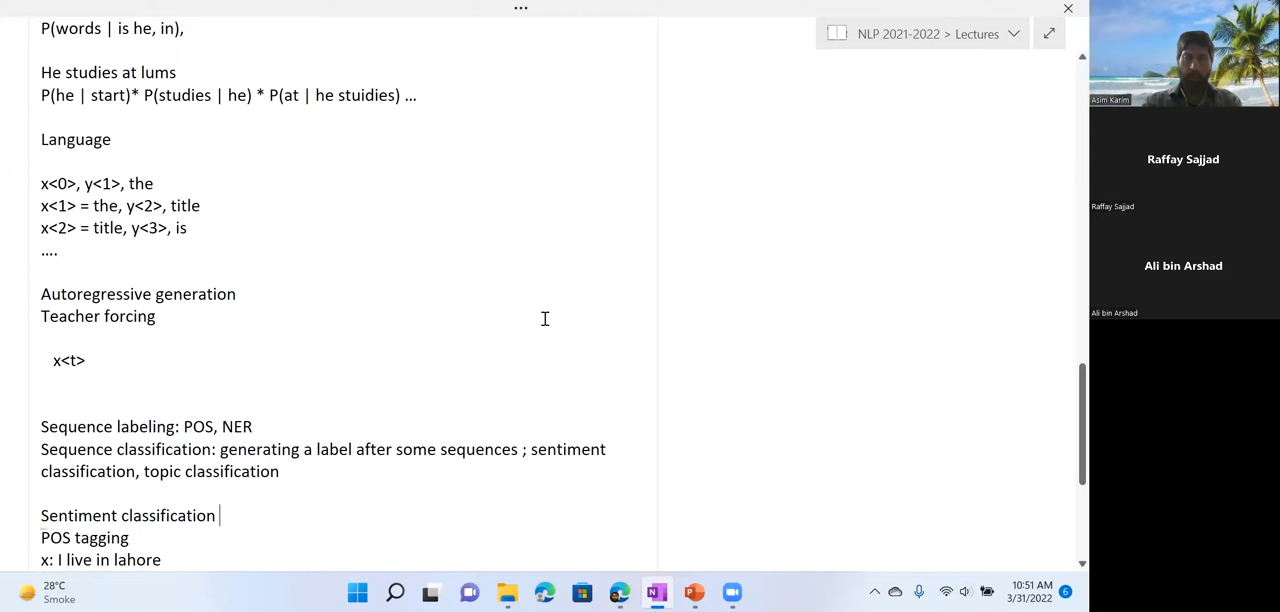 P(words | is he, in),
NLP 2021-2022 > Lectures
He studies at lums
P(he | start)* P(studies | he) * P(at | he stuidies) ...
Language
x<0>, y<1>, the
x<1> = the, y<2>, title
x<2> = title, y<3>, is
....
Autoregressive generation
Teacher forcing
x<t>
Sequence labeling: POS, NER
Sequence classification: generating a label after some sequences ; sentiment
classification, topic classification
Sentiment classification
POS tagging
x: I live in lahore
Asim Karim
Raffay Sajjad
Raffay Sajjad
Ali bin Arshad
Ali bin Arshad
28°C
Smoke
10:51 AM
3/31/2022
6